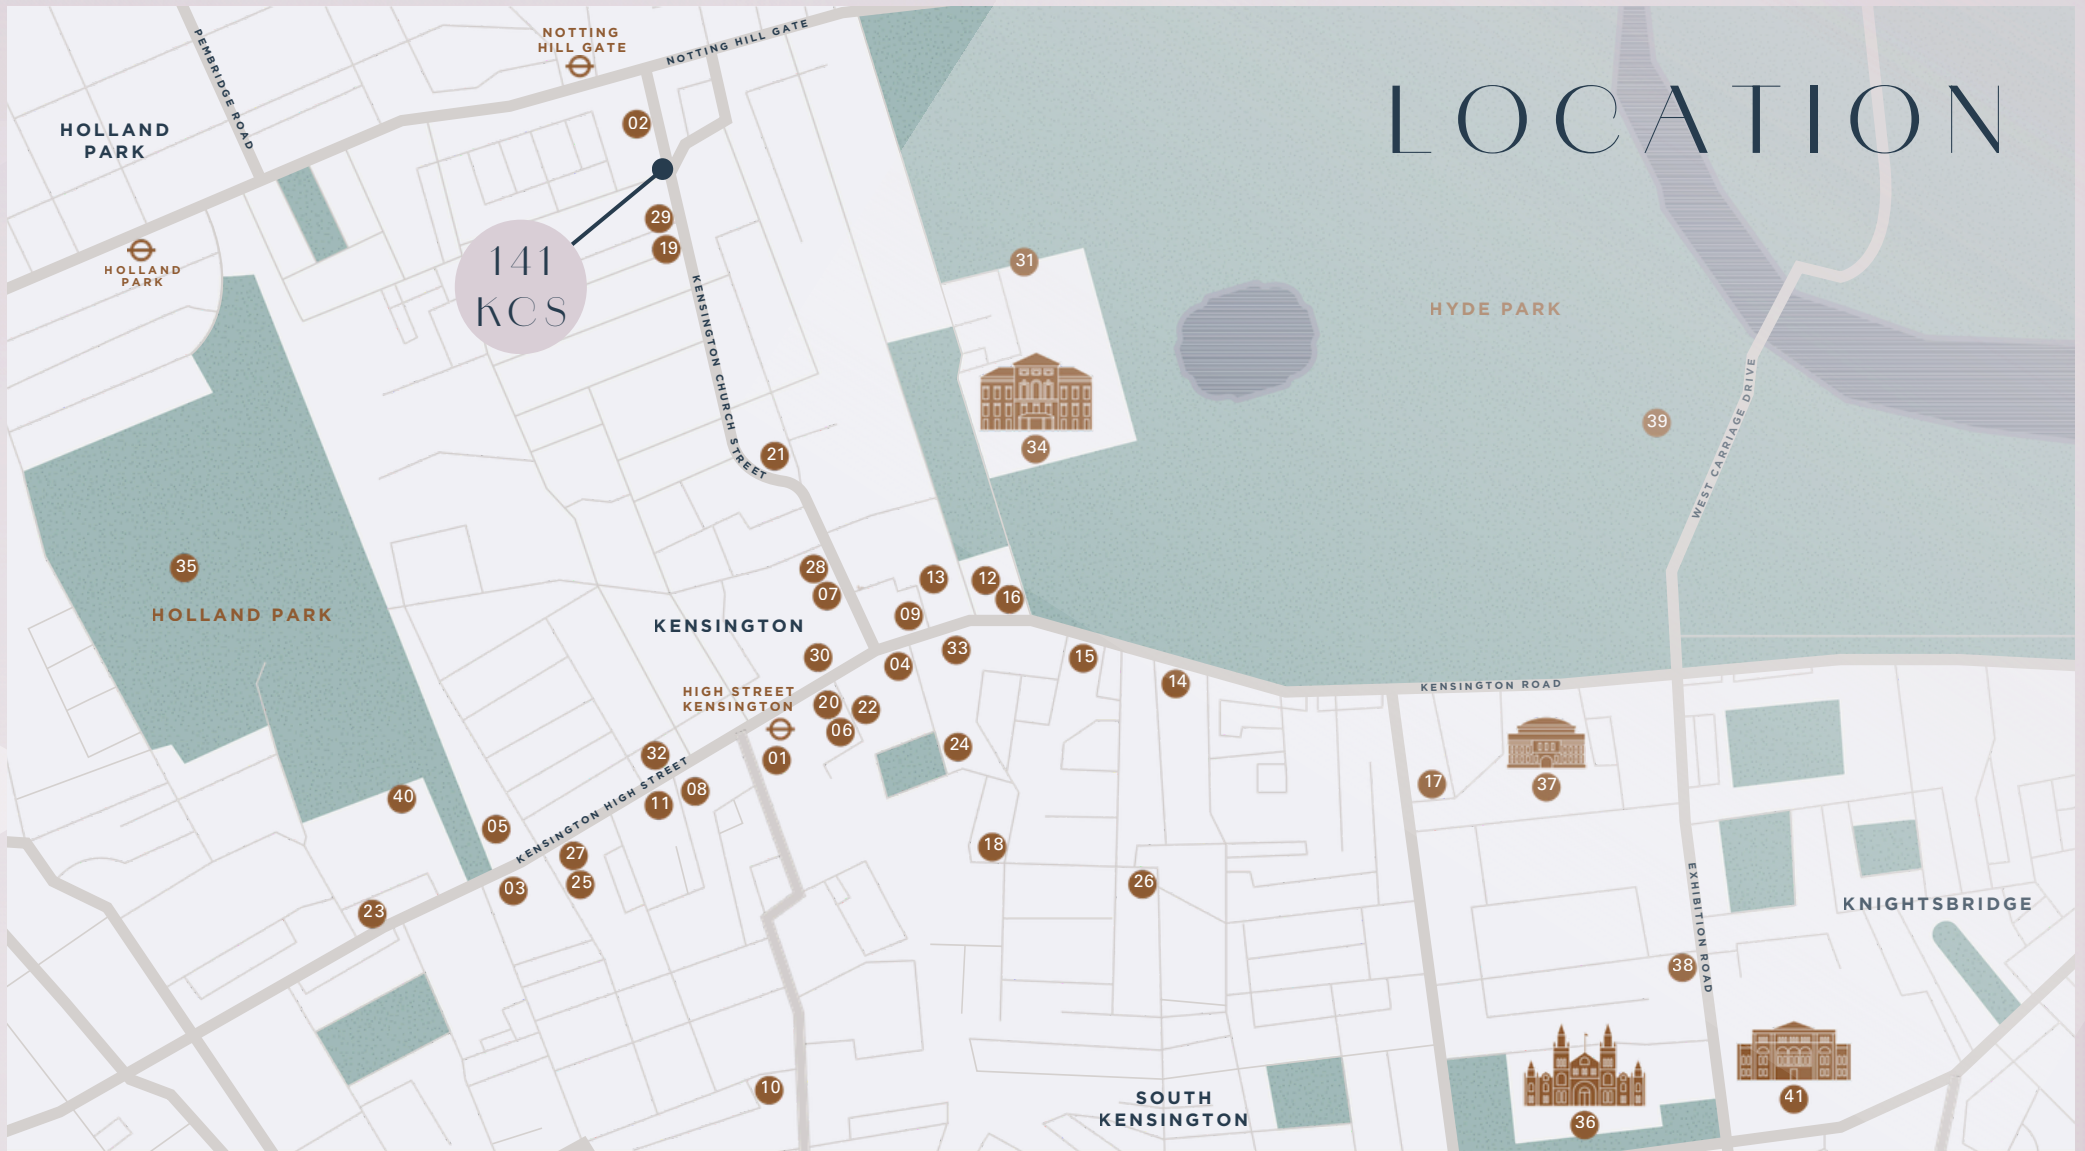 LOCATION
NOTTING
HILL GATE
NOTTING HILL GATE
PEMBRIDGE ROAD
HOLLAND
PARK
02
HOLLAND
PARK
29
19
141
KCS
31
HYDE PARK
KENSINGTON CHURCH STREET
34
39
WEST CARRIAGE DRIVE
21
35
HOLLAND PARK
28
07
13
12
16
09
KENSINGTON
30
04
33
15
14
KENSINGTON ROAD
HIGH STREET
KENSINGTON
20
22
06
01
24
32
08
11
KENSINGTON HIGH STREET
17
37
40
05
27
25
03
23
18
26
EXHIBITION ROAD
KNIGHTSBRIDGE
38
10
SOUTH
KENSINGTON
36
41